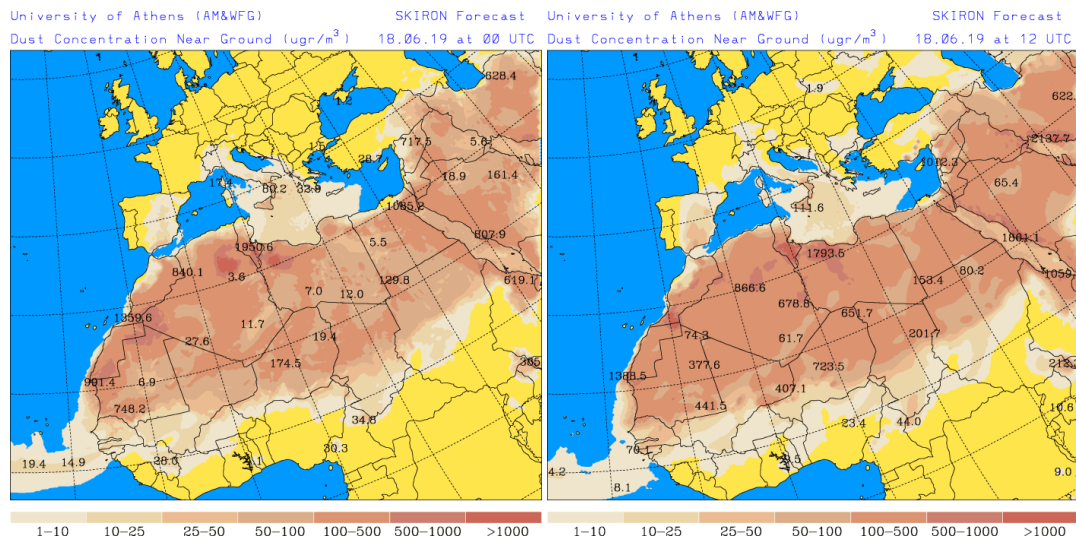 University of Athens (AM&WFG) SKIRON Forecast
Dust Concentration Near Ground (ugr/m³) 18.06.19 at 00 UTC
628.4
1.2
717.5 5.6
28.7
18.9 161.4
17.4 80.2 32.9
1085.2
807.9
1950.6 5.5
840.1 3.6 129.8 619.1
7.0 12.0
1359.6 11.7
27.6 19.4
174.5
991.4 6.9
748.2
34.8
30.3
28.6
19.4 14.9
1-10 10-25 25-50 50-100 100-500 500-1000 >1000
University of Athens (AM&WFG) SKIRON Forecast
Dust Concentration Near Ground (ugr/m³) 18.06.19 at 12 UTC
1.9 622.
2137.7
1012.3
65.4
111.6
1861.1
1793.5
866.6 153.4 80.2 1059.
678.8
651.7
74.3 61.7 201.7
377.6 723.5
1388.5 407.1 212.
441.5
23.4 44.0 10.6
70.1
4.2 9.0
8.1
1-10 10-25 25-50 50-100 100-500 500-1000 >1000